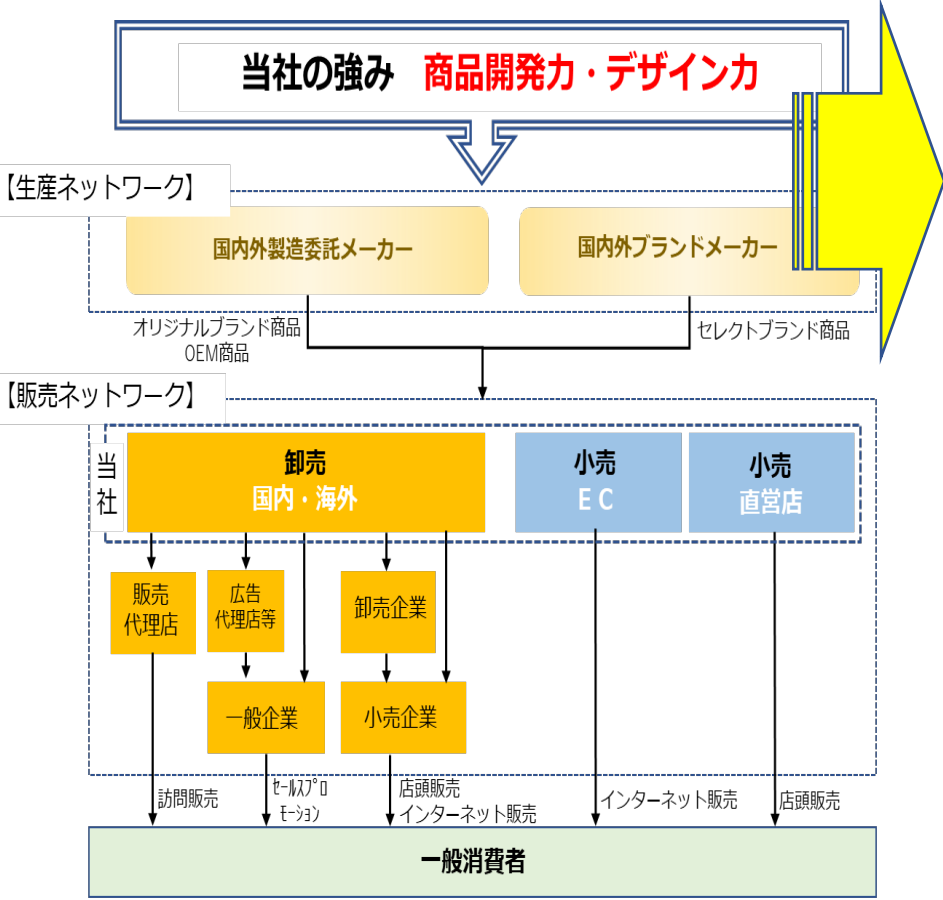 当社の強み 商品開発力・デザイン力
【生産ネットワーク】
国内外製造委託メーカー
国内外ブランドメーカー
オリジナルブランド商品
OEM商品
セレクトブランド商品
【販売ネットワーク】
当社
卸売
国内・海外
小売
EC
小売
直営店
販売
代理店
広告
代理店等
卸売企業
一般企業
小売企業
訪問販売
ｾｰﾙｽﾌﾟﾛ
ﾓｰｼｮﾝ
店頭販売
インターネット販売
インターネット販売
店頭販売
一般消費者